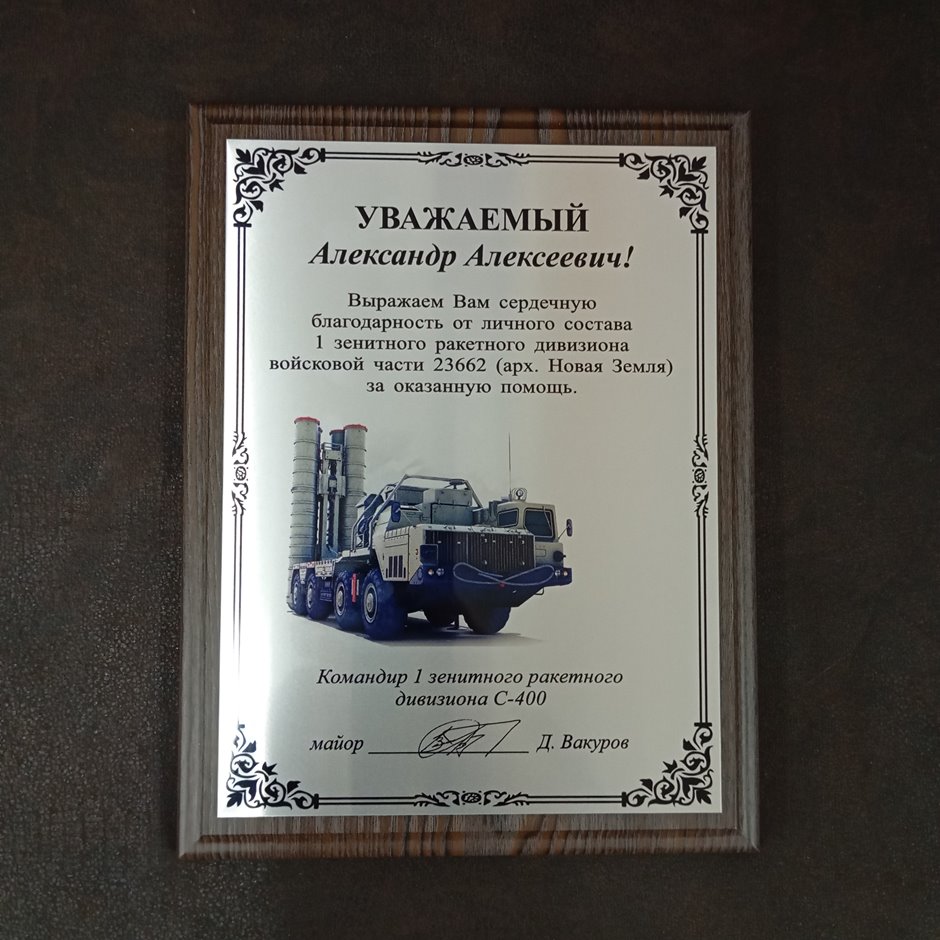 УВАЖАЕМЫЙ
Александр Алексеевич!
Выражаем Вам сердечную
благодарность от личного состава
1 зенитного ракетного дивизиона
войсковой части 23662 (арх. Новая Земля)
за оказанную помощь.
Командир 1 зенитного ракетного
дивизиона С-400
майор Д. Вакуров